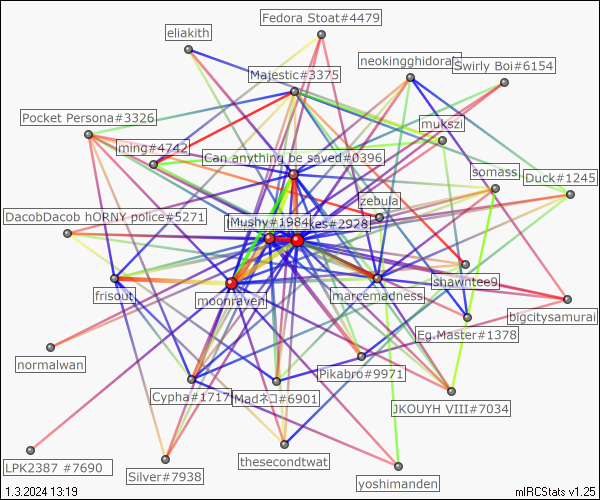 Fedora Stoat#4479
eliakith
neokingghidorah
Swirly Boi#6154
Majestic#3375
Pocket Persona#3326
mukszi
ming#4742
Can anything be saved#0396
somass
Duck#1245
zebula
DacobDacob hORNY police#5271
Mushy#1984
kes#2928
shawntee9
frisout
moonraven
marcemadness
bigcitysamurai
Eg.Master#1378
normalwan
Pikabro#9971
Cypha#1717
Madネコ#6901
JKOUYH VIII#7034
LPK2387 #7690
Silver#7938
thesecondtwat
yoshimanden
1.3.2024 13:19
mIRCStats v1.25